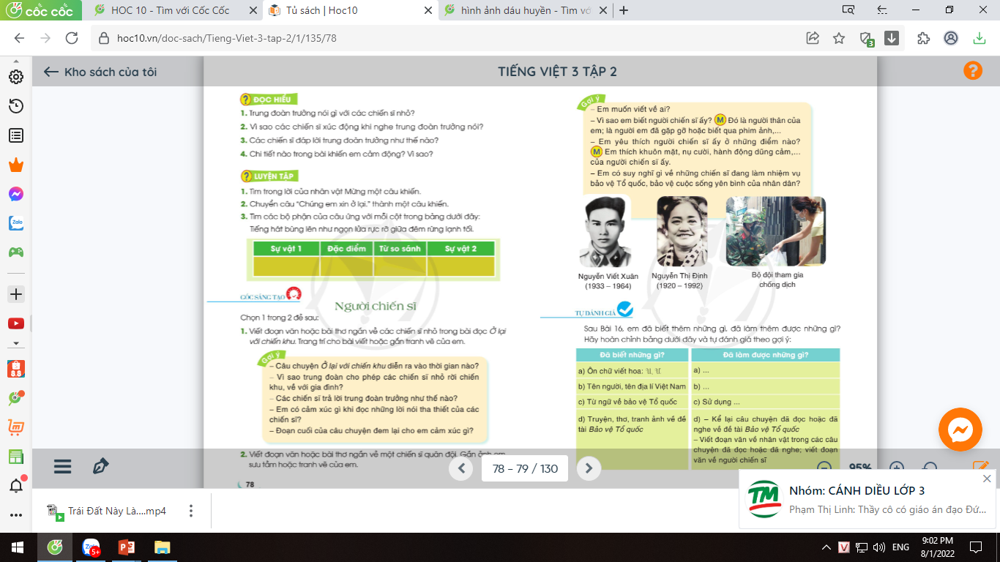 cốc cốc
HOC 10 - Tìm với Cốc Cốc
Tủ sách | Hoc10
hình ảnh dáu huyền - Tìm vớ
hoc10.vn/doc-sach/Tieng-Viet-3-tap-2/1/135/78
3
Kho sách của tôi
TIẾNG VIỆT 3 TẬP 2
? ĐỌC HIỂU
1. Trung đoàn trưởng nói gì với các chiến sĩ nhỏ?
2. Vì sao các chiến sĩ xúc động khi nghe trung đoàn trưởng nói?
3. Các chiến sĩ đáp lời trung đoàn trưởng như thế nào?
4. Chi tiết nào trong bài khiến em cảm động? Vì sao?
? LUYỆN TẬP
1. Tìm trong lời của nhân vật Mừng một câu khiến.
2. Chuyển câu "Chúng em xin ở lại." thành một câu khiến.
3. Tìm các bộ phận của câu ứng với mỗi cột trong bảng dưới đây:
Tiếng hát bùng lên như ngọn lửa rực rỡ giữa đêm rừng lạnh tối.
Sự vật 1 Đặc điểm Từ so sánh Sự vật 2
GÓC SÁNG TẠO
Người chiến sĩ
Chọn 1 trong 2 đề sau:
1. Viết đoạn văn hoặc bài thơ ngắn về các chiến sĩ nhỏ trong bài đọc Ở lại
với chiến khu. Trang trí cho bài viết hoặc gắn tranh vẽ của em.
Gợi ý
– Câu chuyện Ở lại với chiến khu diễn ra vào thời gian nào?
– Vì sao trung đoàn cho phép các chiến sĩ nhỏ rời chiến
khu, về với gia đình?
– Các chiến sĩ trả lời trung đoàn trưởng như thế nào?
– Em có cảm xúc gì khi đọc những lời nói tha thiết của các
chiến sĩ?
– Đoạn cuối của câu chuyện đem lại cho em cảm xúc gì?
2. Viết đoạn văn hoặc bài thơ ngắn về một chiến sĩ quân đội. Gắn ảnh em
sưu tầm hoặc tranh vẽ của em.
78
Gợi ý
– Em muốn viết về ai?
– Vì sao em biết người chiến sĩ ấy? M Đó là người thân của
em; là người em đã gặp gỡ hoặc biết qua phim ảnh,...
– Em yêu thích người chiến sĩ ấy ở những điểm nào?
M Em thích khuôn mặt, nụ cười, hành động dũng cảm,...
của người chiến sĩ ấy.
– Em có suy nghĩ gì về những chiến sĩ đang làm nhiệm vụ
bảo vệ Tổ quốc, bảo vệ cuộc sống yên bình của nhân dân?
Nguyễn Viết Xuân Nguyễn Thị Định Bộ đội tham gia
(1933 – 1964) (1920 – 1992) chống dịch
TỰ ĐÁNH GIÁ
Sau Bài 16, em đã biết thêm những gì, đã làm thêm được những gì?
Hãy hoàn chỉnh bảng dưới đây và tự đánh giá theo gợi ý:
Đã biết những gì? Đã làm được những gì?
a) Ôn chữ viết hoa: U, Ư a) ...
b) Tên người, tên địa lí Việt Nam b) ...
c) Từ ngữ về bảo vệ Tổ quốc c) Sử dụng ...
d) Truyện, thơ, tranh ảnh về đề d) – Kể lại câu chuyện đã đọc hoặc đã
tài Bảo vệ Tổ quốc nghe về đề tài Bảo vệ Tổ quốc
– Viết đoạn văn về nhân vật trong các câu
chuyện đã đọc hoặc đã nghe; viết đoạn
văn về người chiến sĩ
78 – 79 / 130
95%
Nhóm: CÁNH DIỀU LỚP 3
Phạm Thị Linh: Thầy cô có giáo án đạo Đứ...
TM
Zalo
8.8
Trái Đất Này Là....mp4
5+
ENG
9:02 PM
8/1/2022